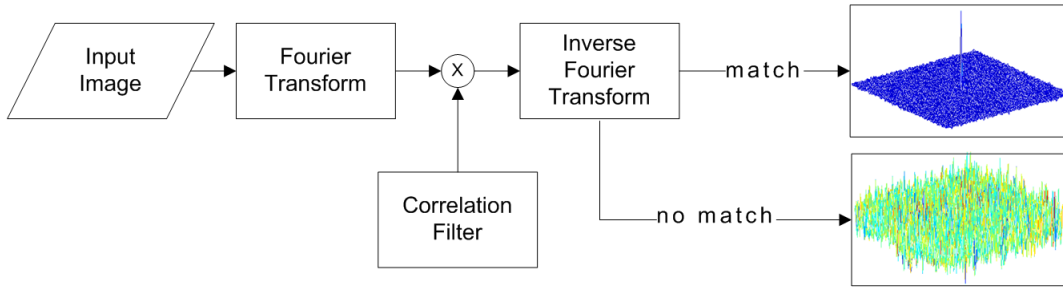 Input
Image
Fourier
Transform
X
Inverse
Fourier
Transform
match
Correlation
Filter
no match